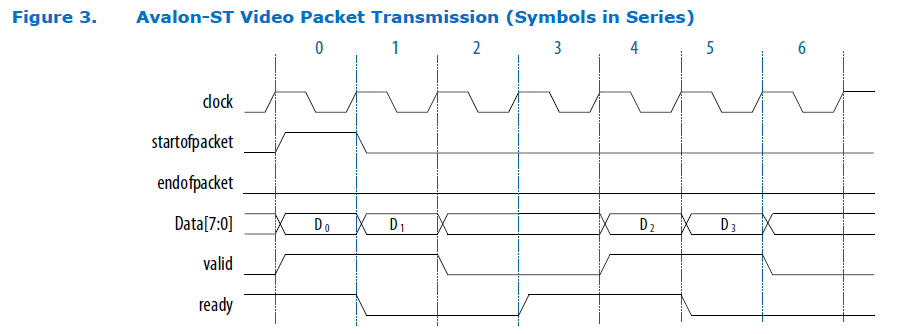 Figure 3. Avalon-ST Video Packet Transmission (Symbols in Series)
0 1 2 3 4 5 6
clock
startofpacket
endofpacket
Data[7:0] D0 D1 D2 D3
valid
ready